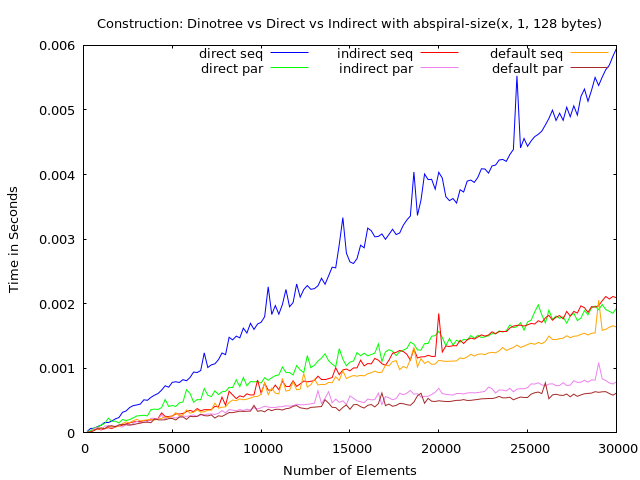 Construction: Dinotree vs Direct vs Indirect with abspiral-size(x, 1, 128 bytes)
direct seq
direct par
indirect seq
indirect par
default seq
default par
0.006
0.005
0.004
0.003
0.002
0.001
0
Time in Seconds
0 5000 10000 15000 20000 25000 30000
Number of Elements